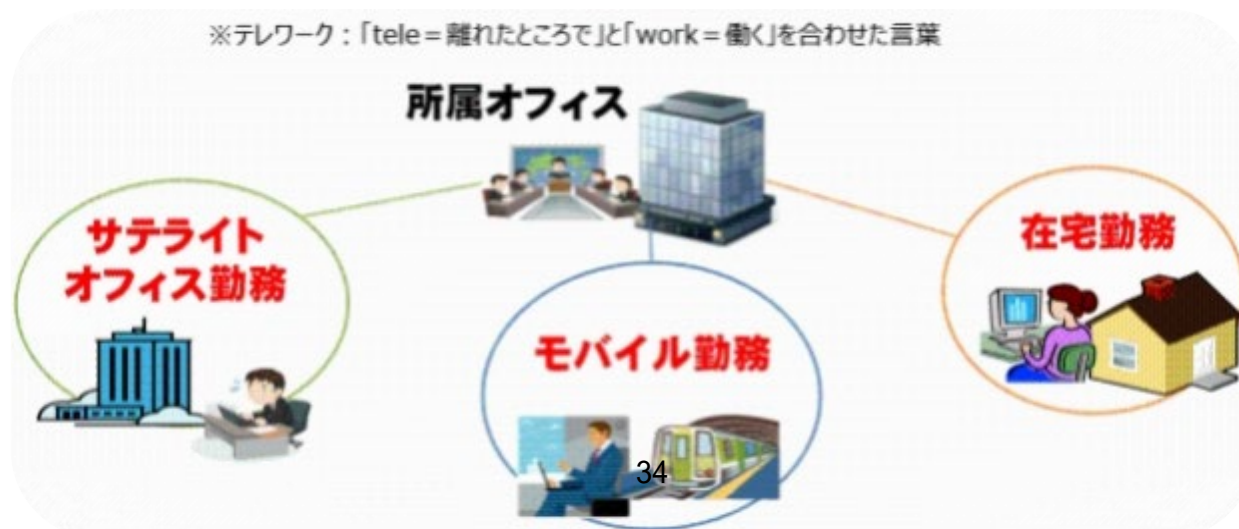 ※テレワーク：「tele＝離れたところで」と「work＝働く」を合わせた言葉
所属オフィス
サテライト
オフィス勤務
モバイル勤務
在宅勤務
34